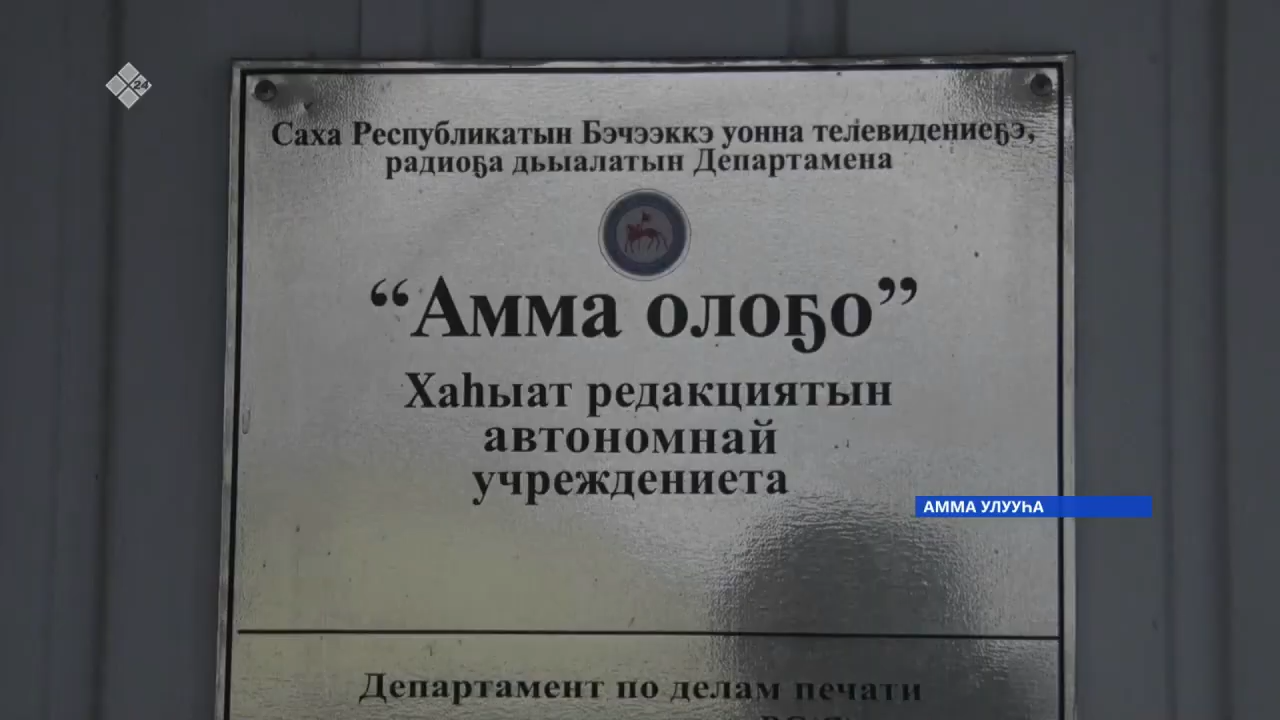 24
Саха Республикатын Бэчээккэ уонна телевидениеҕэ,
радиоҕа дьыалатын Департамена
“Амма олоҕо”
Хаһыат редакциятын
автономнай
учреждениета
АММА УЛУУҺА
Департамент по делам печати